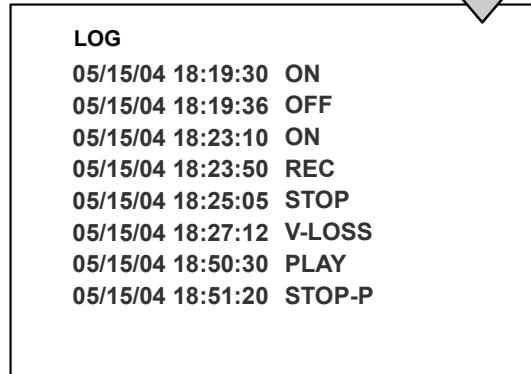 LOG
05/15/04 18:19:30 ON
05/15/04 18:19:36 OFF
05/15/04 18:23:10 ON
05/15/04 18:23:50 REC
05/15/04 18:25:05 STOP
05/15/04 18:27:12 V-LOSS
05/15/04 18:50:30 PLAY
05/15/04 18:51:20 STOP-P